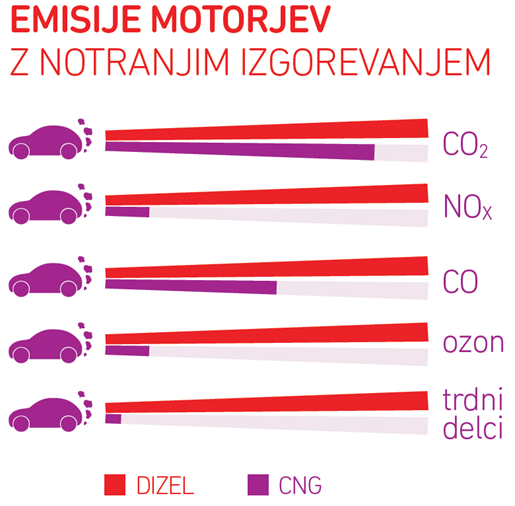 EMISIJE MOTORJEV
Z NOTRANJIM IZGOREVANJEM
CO₂
NOₓ
CO
ozon
trdni
delci
DIZEL
CNG